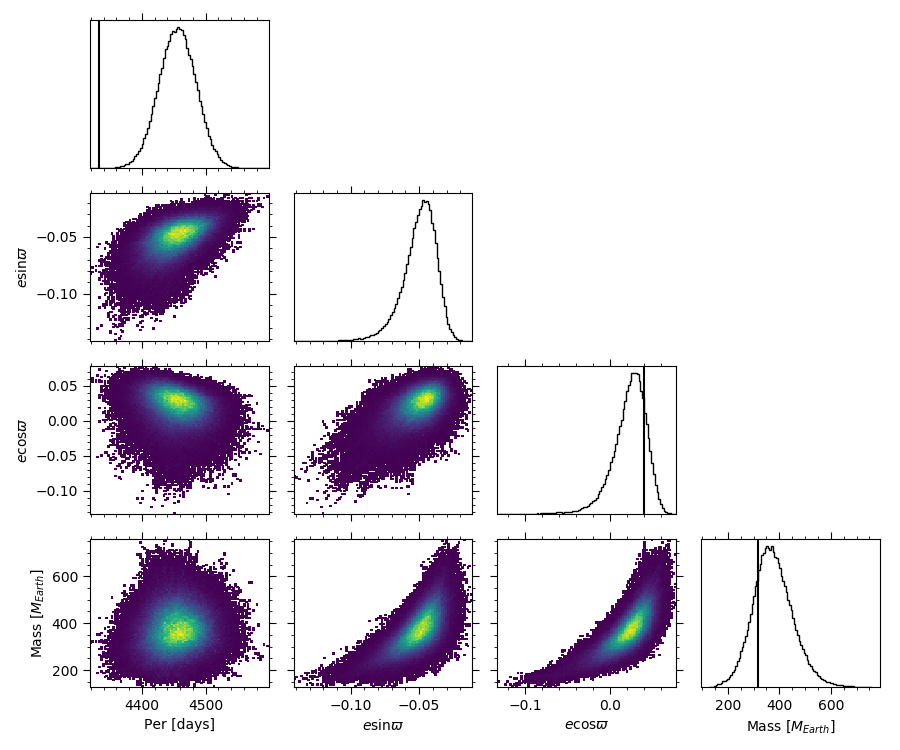 −0.05
−0.10
esinϖ
0.05
0.00
−0.05
−0.10
ecosϖ
600
400
200
Mass [M_Earth]
4400 4500
Per [days]
−0.10 −0.05
esinϖ
−0.1 0.0
ecosϖ
200 400 600
Mass [M_Earth]